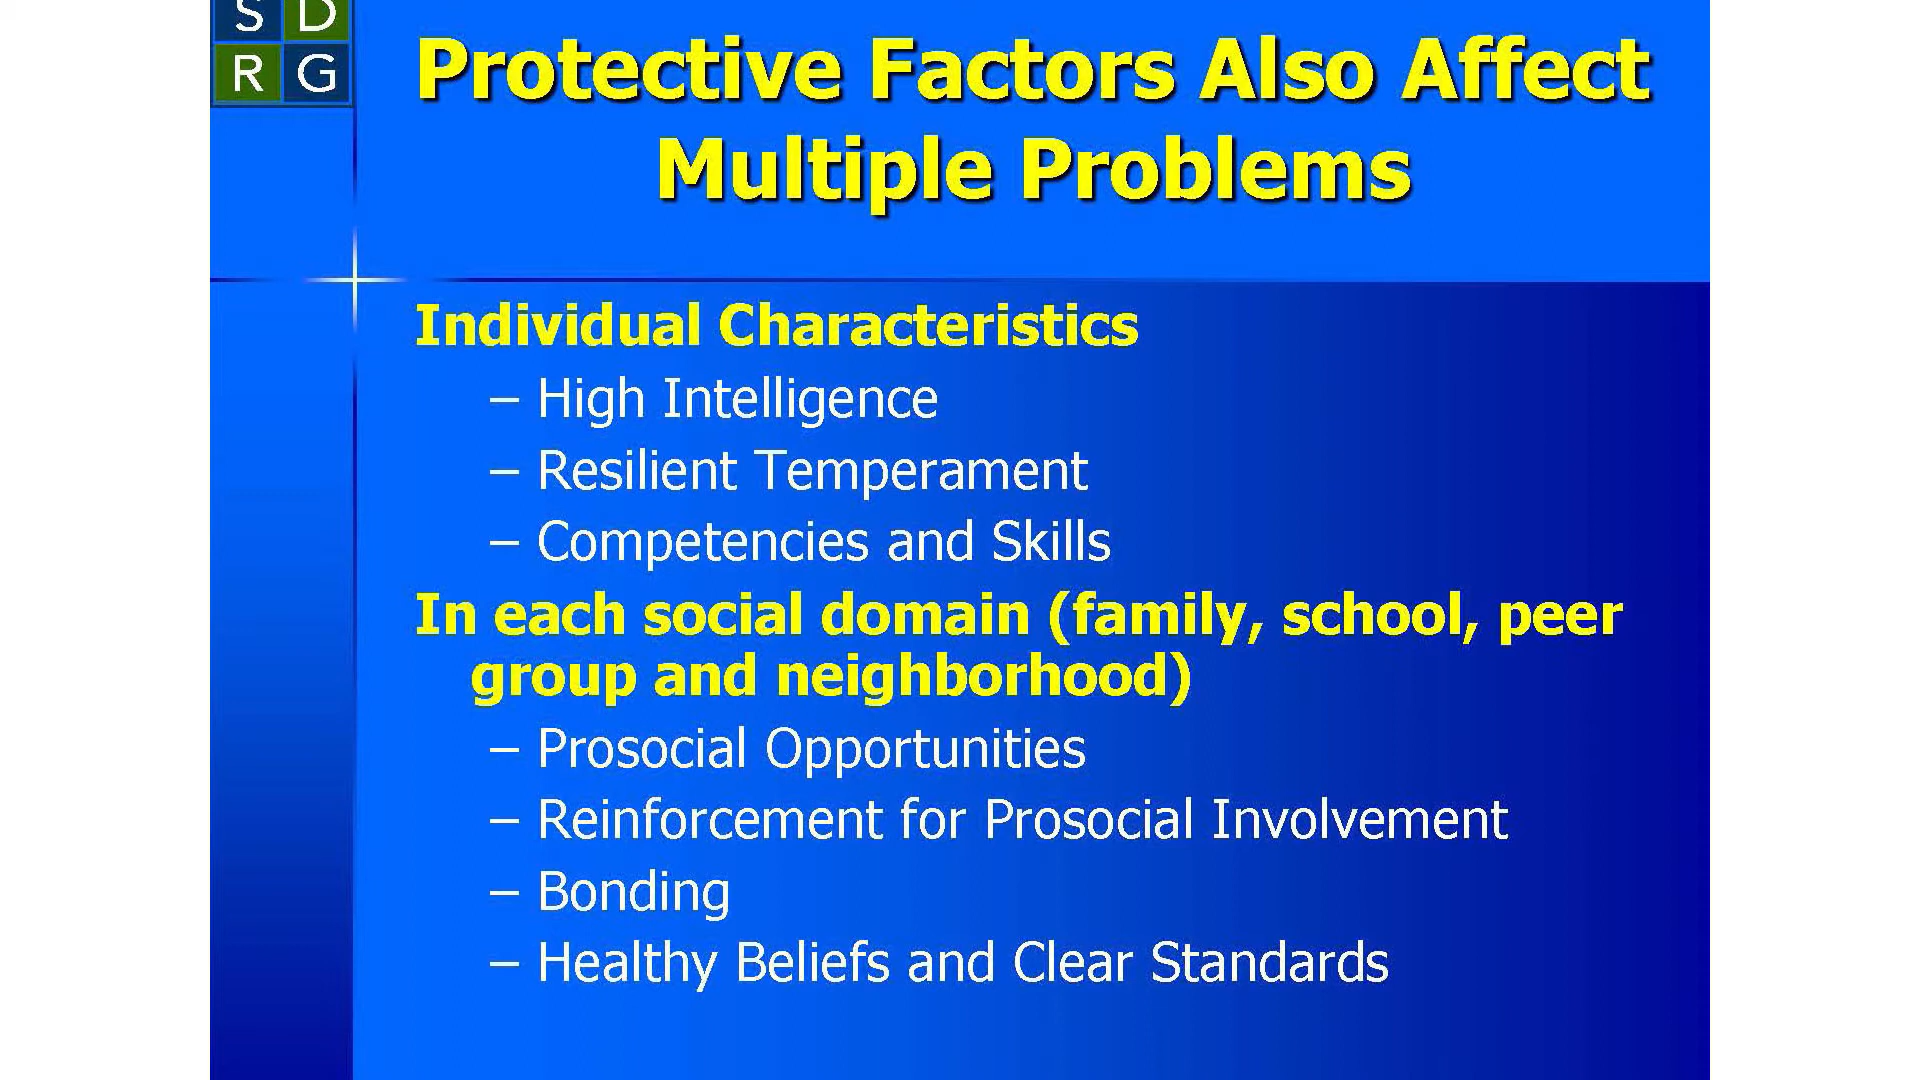 S D
R G
Protective Factors Also Affect
Multiple Problems
Individual Characteristics
– High Intelligence
– Resilient Temperament
– Competencies and Skills
In each social domain (family, school, peer
group and neighborhood)
– Prosocial Opportunities
– Reinforcement for Prosocial Involvement
– Bonding
– Healthy Beliefs and Clear Standards